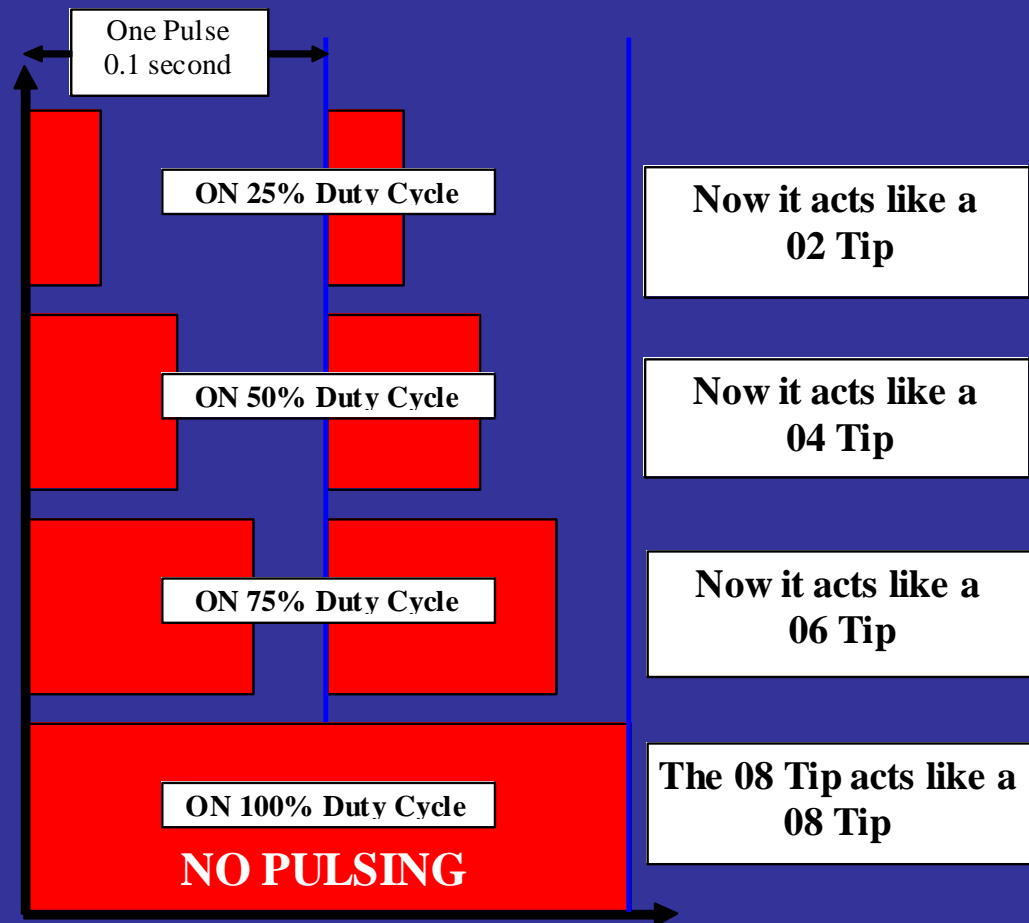 One Pulse
0.1 second
ON 25% Duty Cycle
Now it acts like a
02 Tip
ON 50% Duty Cycle
Now it acts like a
04 Tip
ON 75% Duty Cycle
Now it acts like a
06 Tip
ON 100% Duty Cycle
The 08 Tip acts like a
08 Tip
NO PULSING